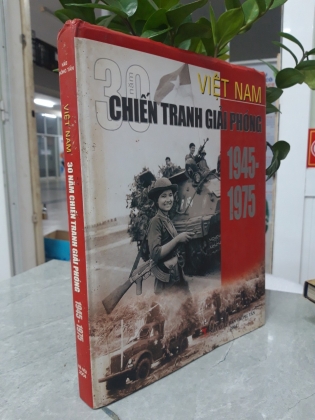 VIỆT NAM
30 NĂM CHIẾN TRANH GIẢI PHÓNG
1945 - 1975
30
năm
VIỆT NAM
CHIẾN TRANH GIẢI PHÓNG
1945-
1975